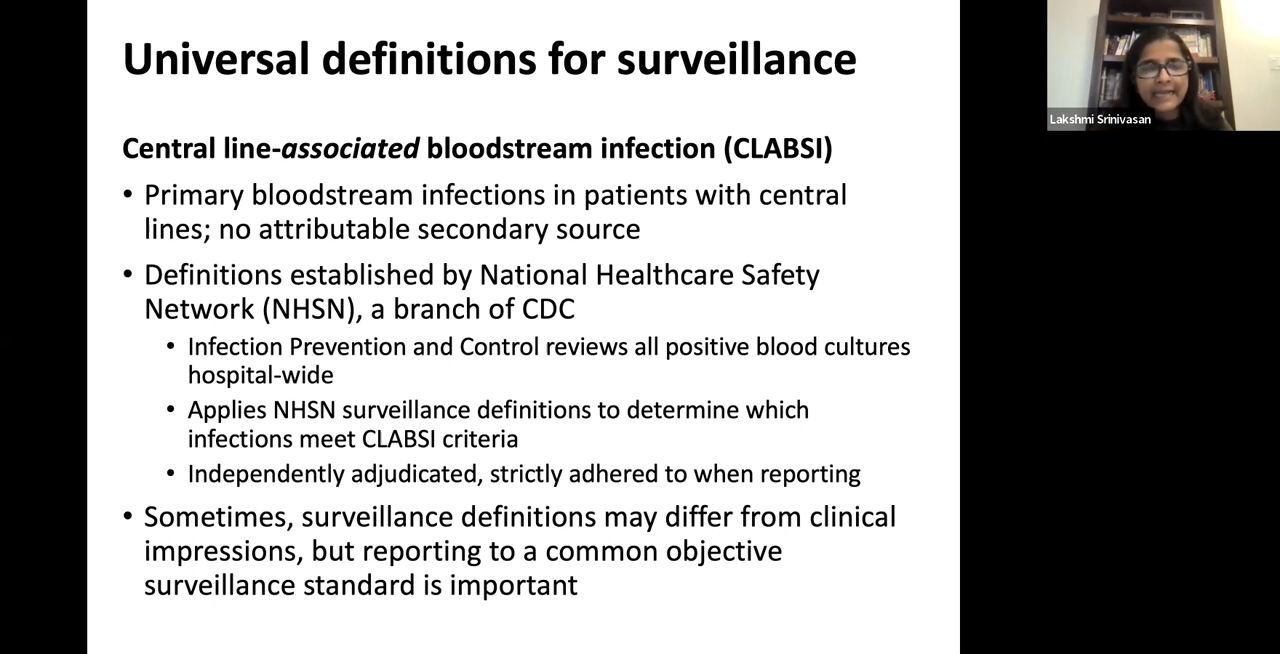 Universal definitions for surveillance
Central line-associated bloodstream infection (CLABSI)
• Primary bloodstream infections in patients with central
lines; no attributable secondary source
• Definitions established by National Healthcare Safety
Network (NHSN), a branch of CDC
• Infection Prevention and Control reviews all positive blood cultures
hospital-wide
• Applies NHSN surveillance definitions to determine which
infections meet CLABSI criteria
• Independently adjudicated, strictly adhered to when reporting
• Sometimes, surveillance definitions may differ from clinical
impressions, but reporting to a common objective
surveillance standard is important
Lakshmi Srinivasan